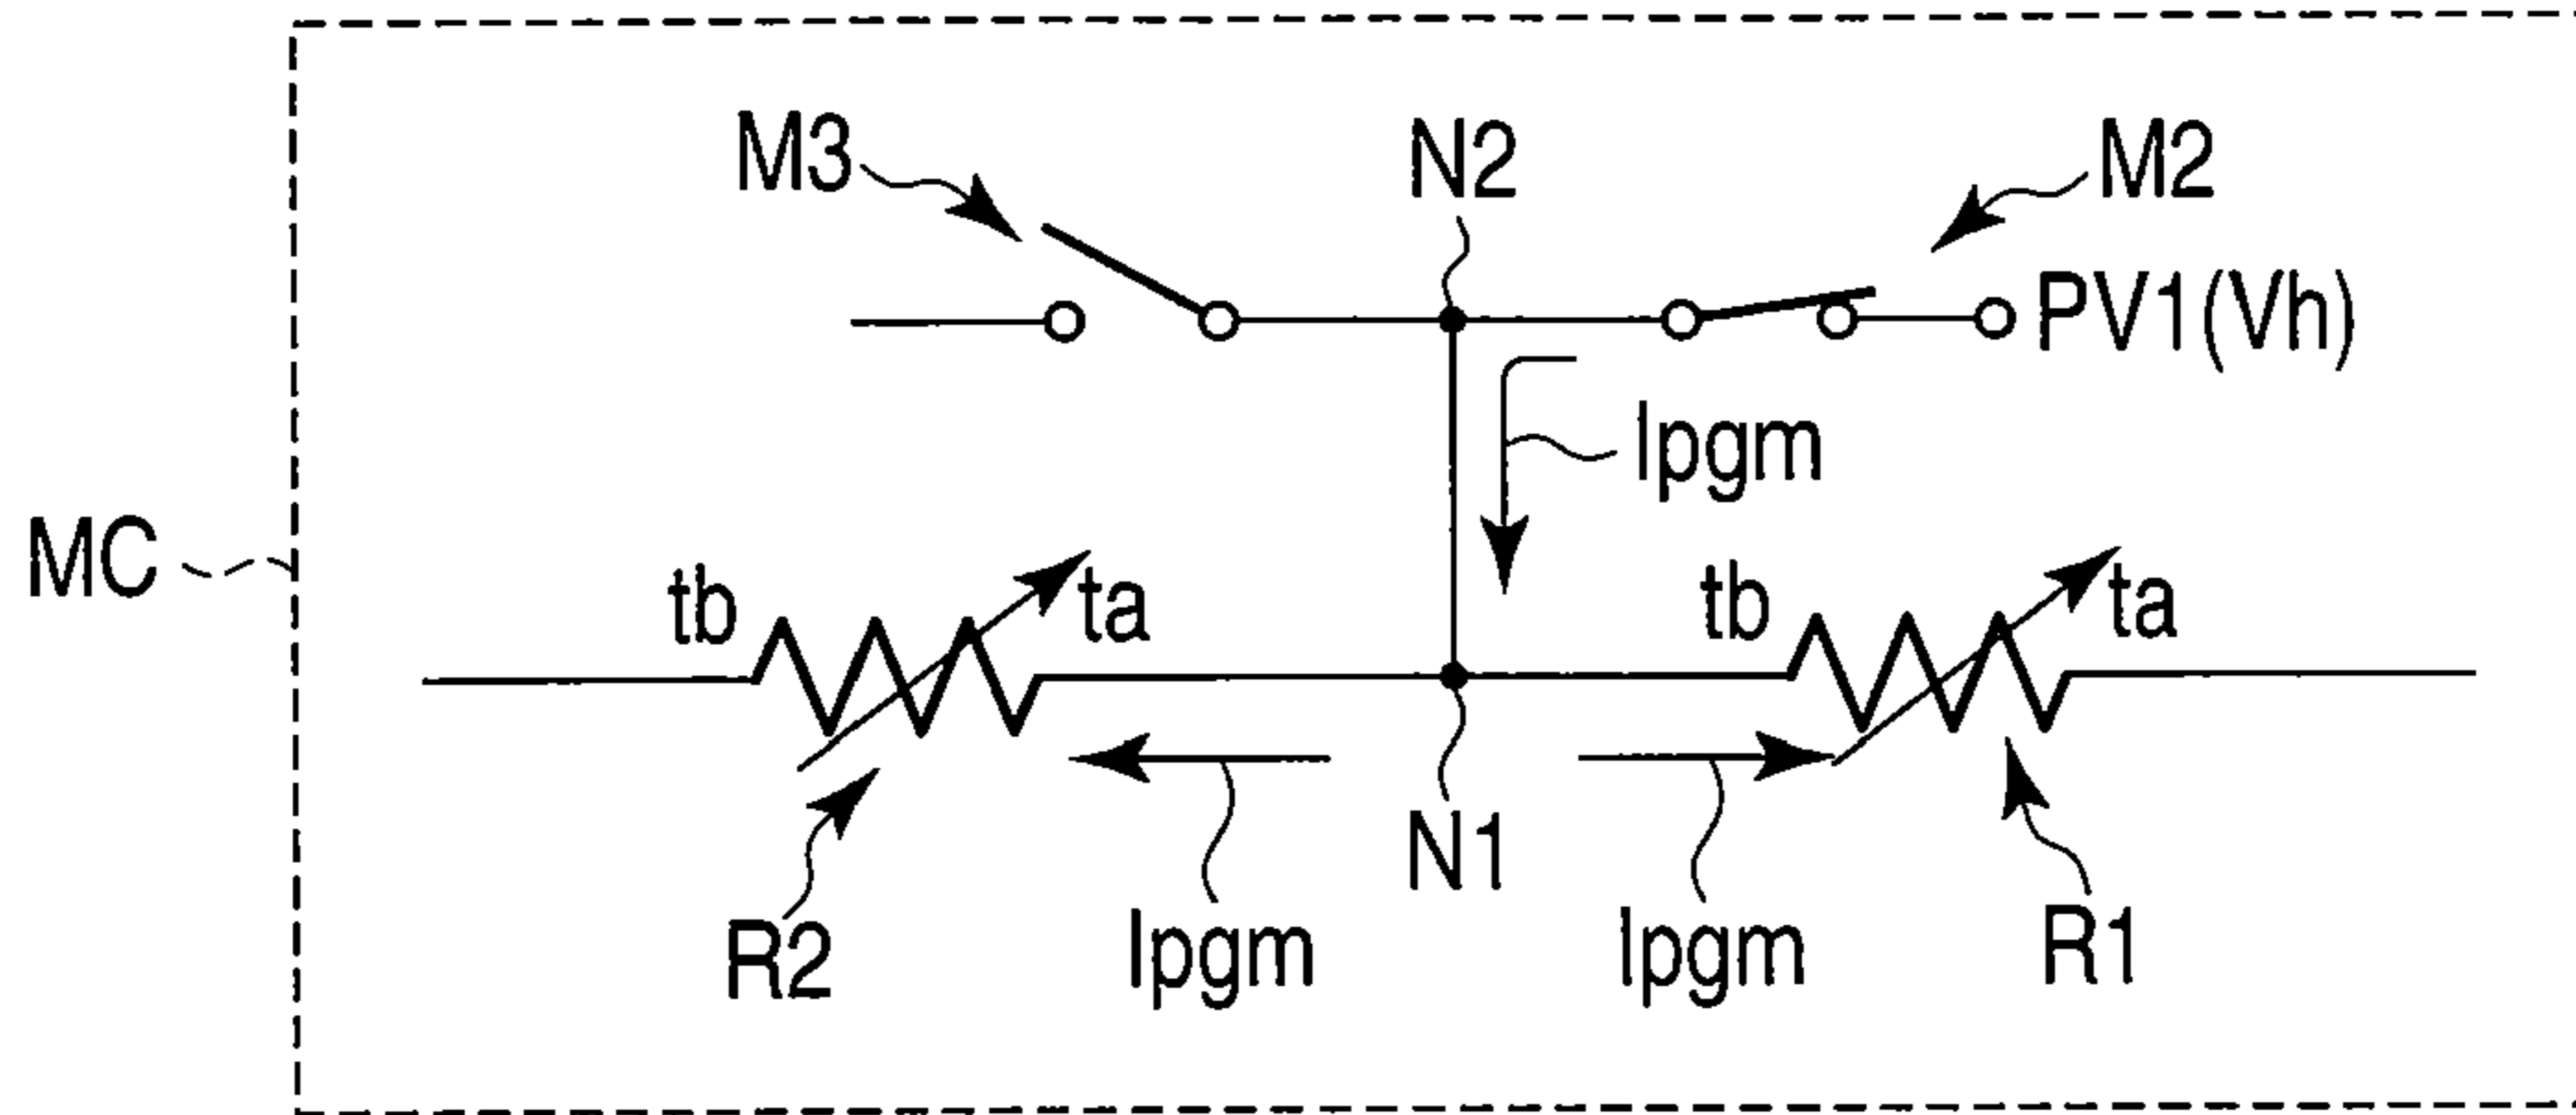 M3
N2
M2
PV1(Vh)
Ipgm
MC
tb
ta
tb
ta
N1
R2
Ipgm
Ipgm
R1